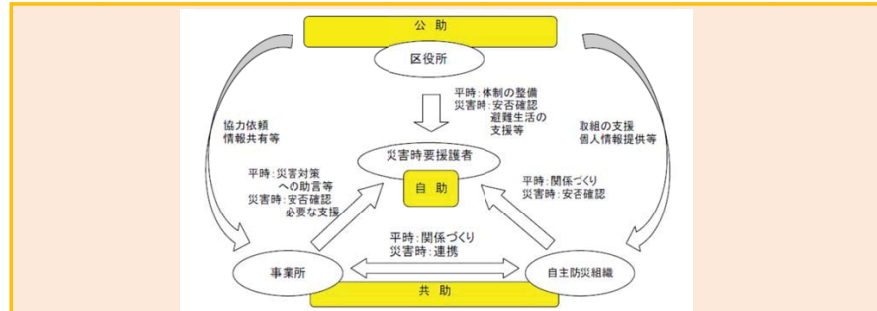 公助
区役所
平時：体制の整備
災害時：安否確認
避難生活の
支援等
協力依頼
情報共有等
取組の支援
個人情報提供等
災害時要援護者
自助
平時：災害対策
への助言等
災害時：安否確認
必要な支援
平時：関係づくり
災害時：安否確認
平時：関係づくり
災害時：連携
事業所
自主防災組織
共助